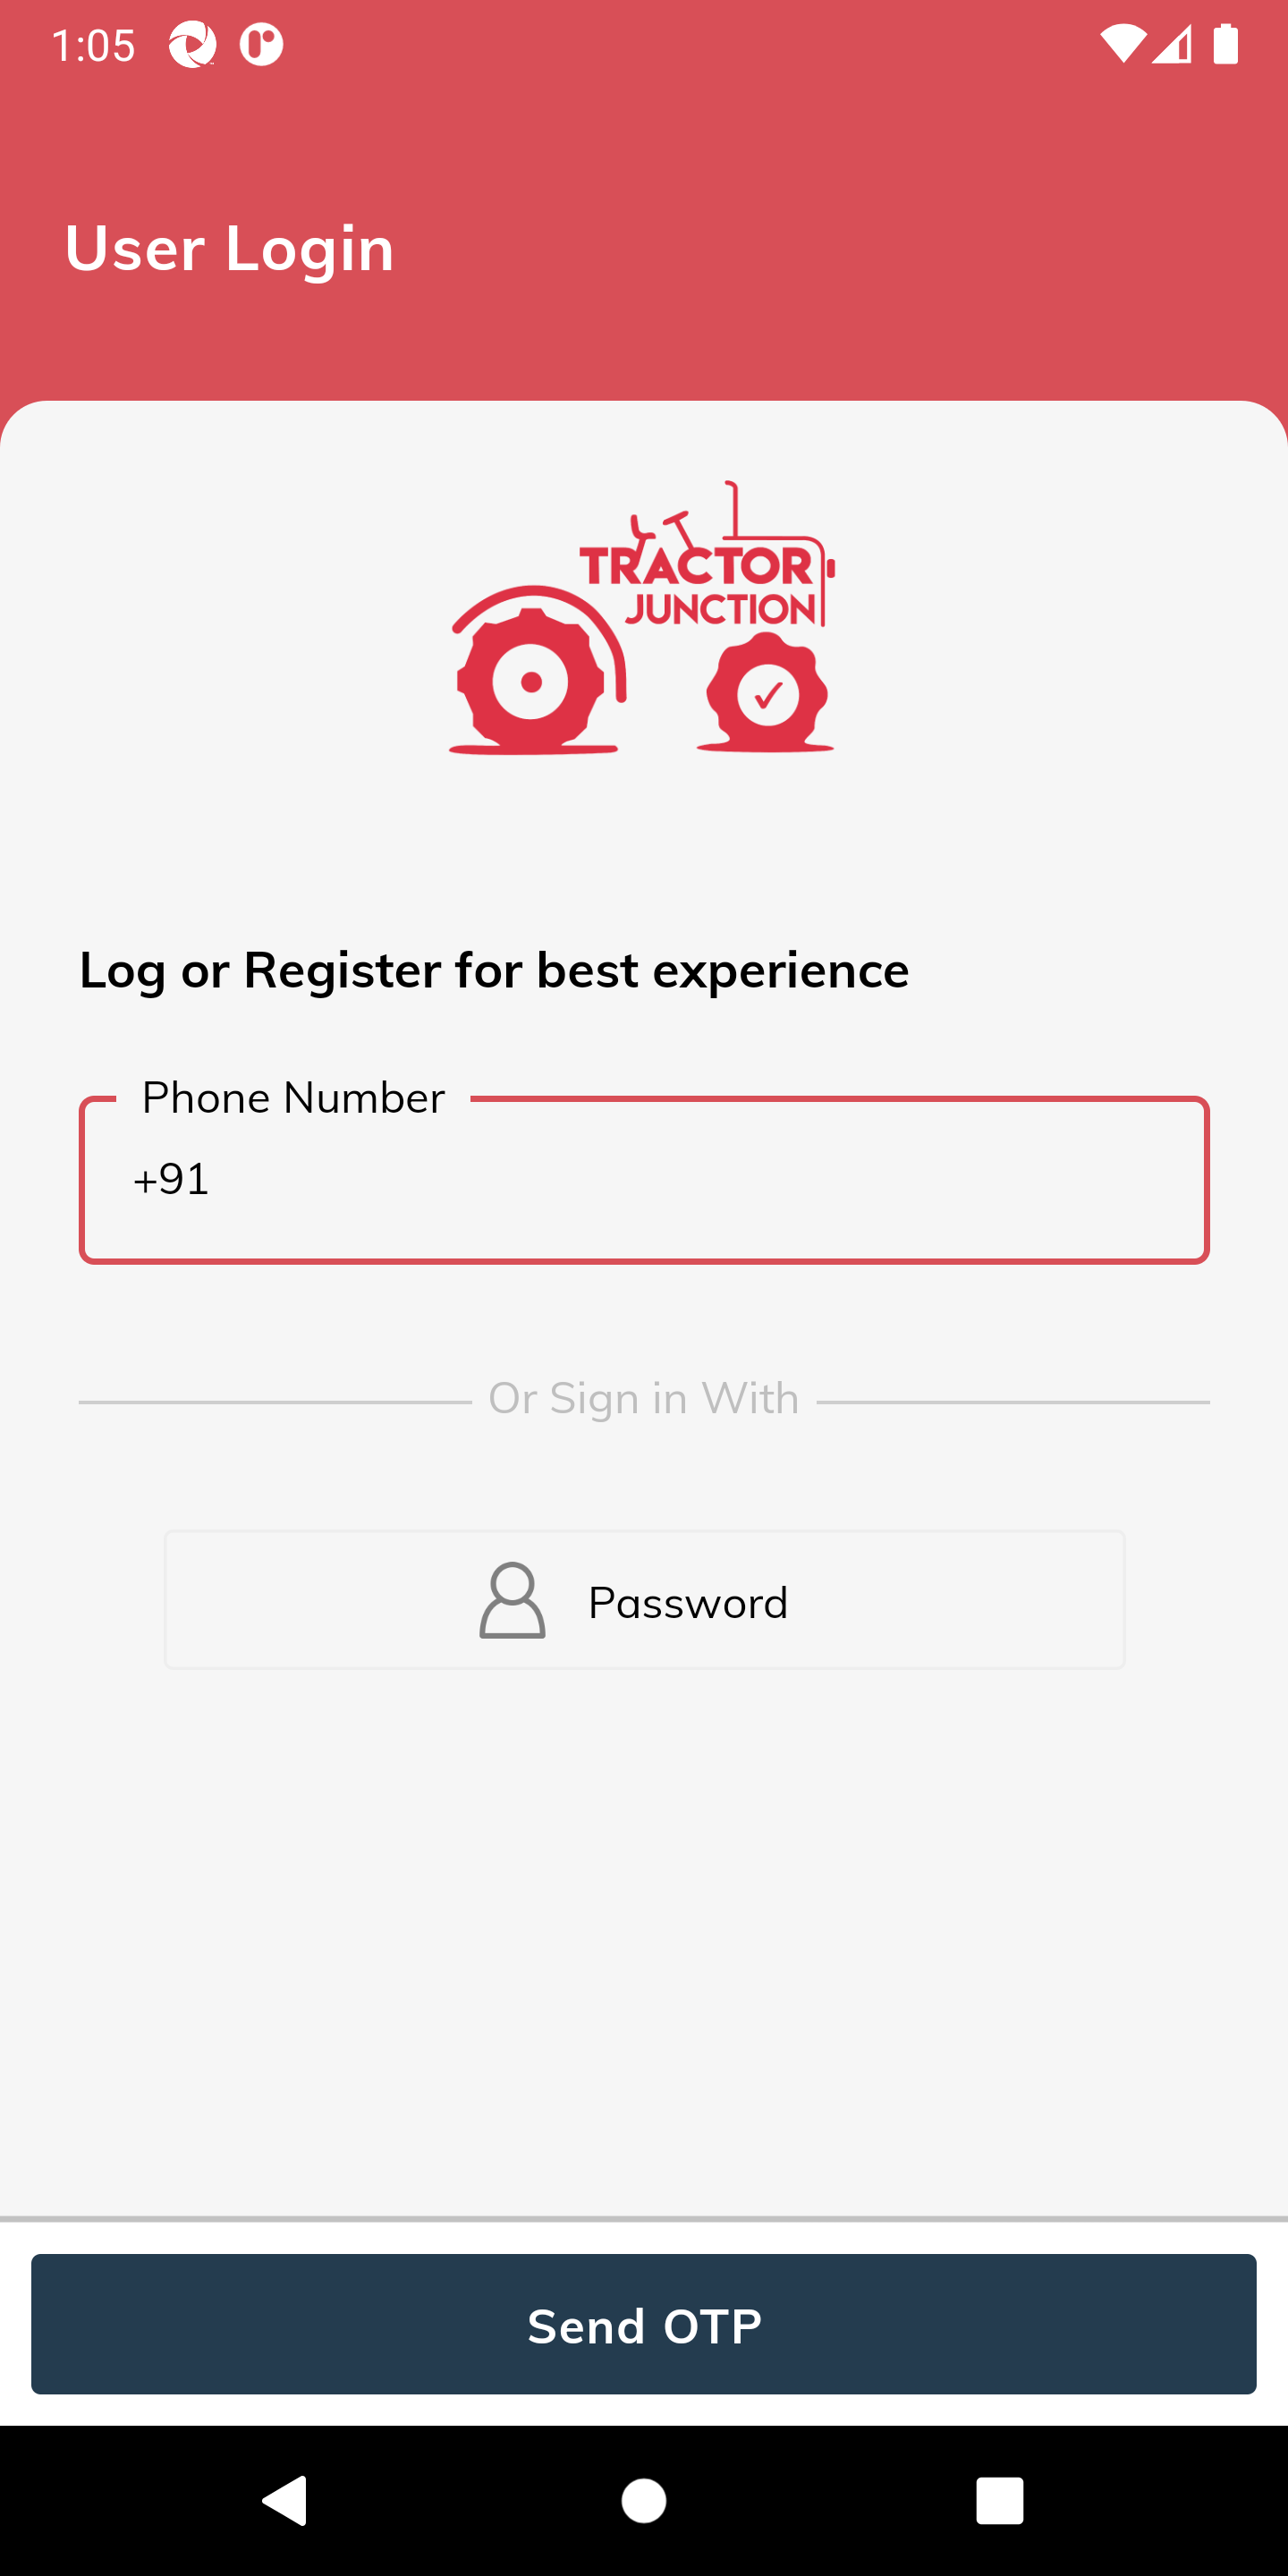 1:05
User Login
TRACTOR
JUNCTION
Log or Register for best experience
Phone Number
+91
Or Sign in With
Password
Send OTP